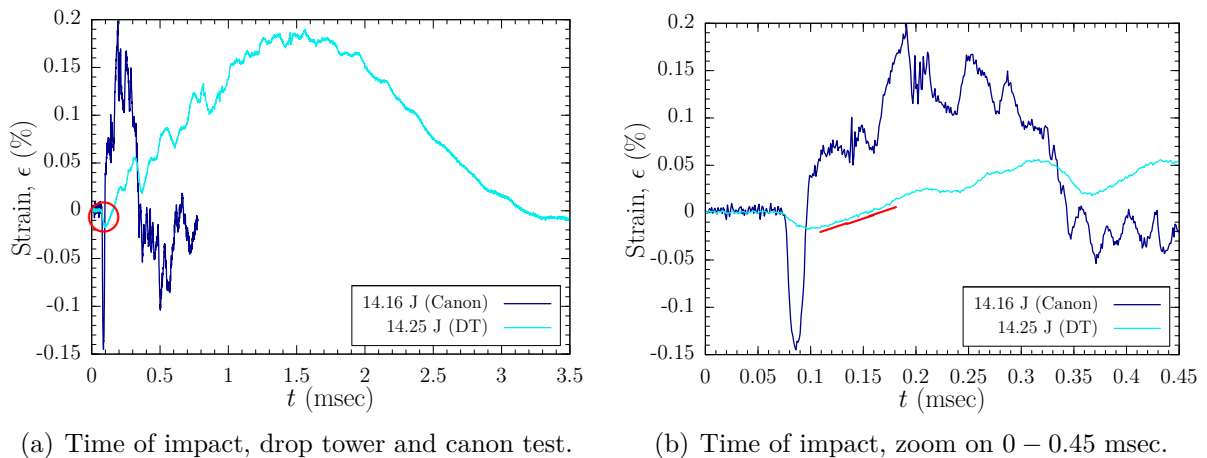 0.2
0.15
0.1
0.05
0
-0.05
-0.1
-0.15
Strain, ϵ (%)
0 0.5 1 1.5 2 2.5 3 3.5
t (msec)
14.16 J (Canon)
14.25 J (DT)
(a) Time of impact, drop tower and canon test.
0.2
0.15
0.1
0.05
0
-0.05
-0.1
-0.15
Strain, ϵ (%)
0 0.05 0.1 0.15 0.2 0.25 0.3 0.35 0.4 0.45
t (msec)
14.16 J (Canon)
14.25 J (DT)
(b) Time of impact, zoom on 0 − 0.45 msec.